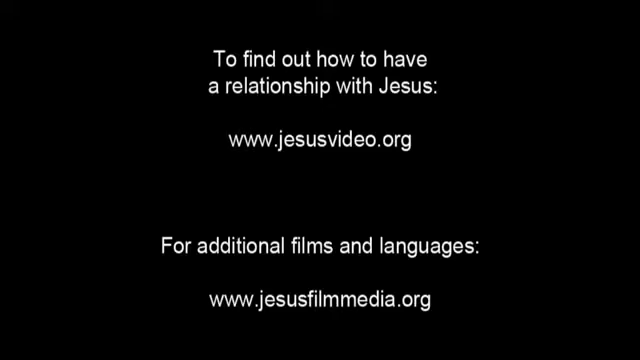 To find out how to have
a relationship with Jesus:
www.jesusvideo.org
For additional films and languages:
www.jesusfilmmedia.org